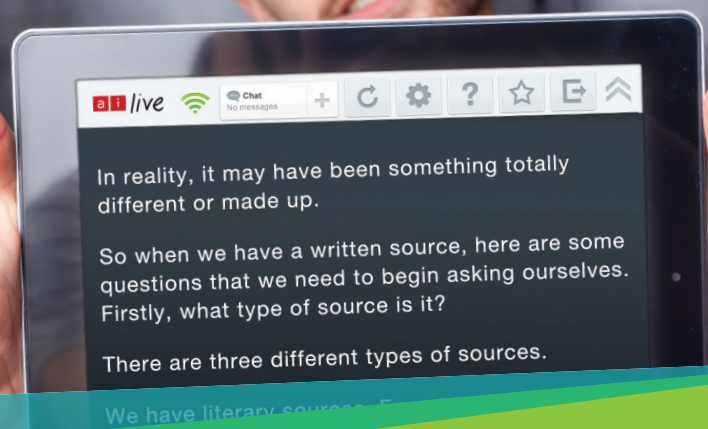 ai live
Chat
No messages
In reality, it may have been something totally
different or made up.
So when we have a written source, here are some
questions that we need to begin asking ourselves.
Firstly, what type of source is it?
There are three different types of sources.
We have literary sources.